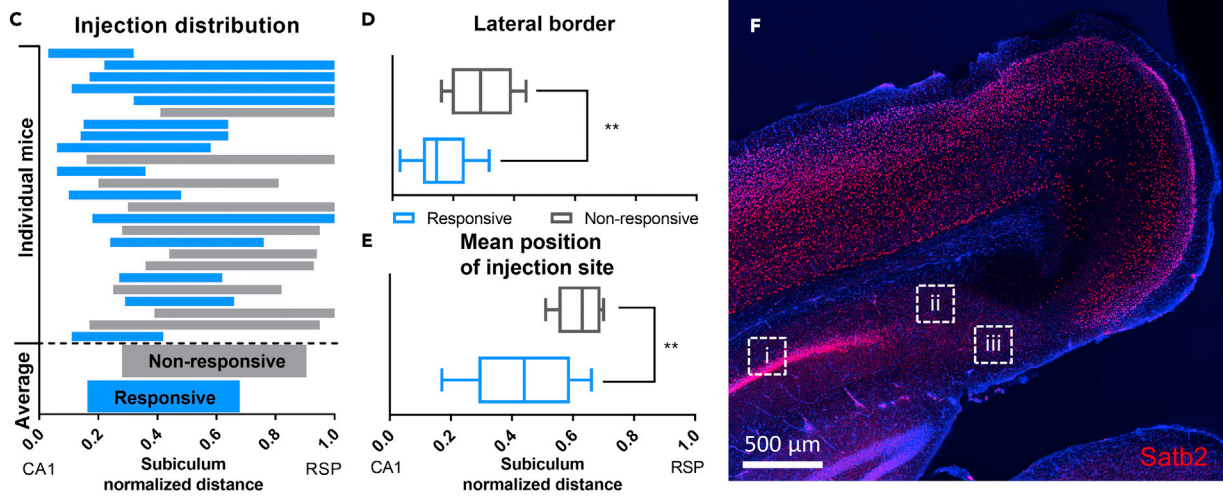 C
Injection distribution
Individual mice
Average
Non-responsive
Responsive
0.0 0.2 0.4 0.6 0.8 1.0
CA1
Subiculum
normalized distance
RSP
D
Lateral border
**
Responsive
Non-responsive
E
Mean position
of injection site
**
0.0 0.2 0.4 0.6 0.8 1.0
CA1
Subiculum
normalized distance
RSP
F
i
ii
iii
500 µm
Satb2